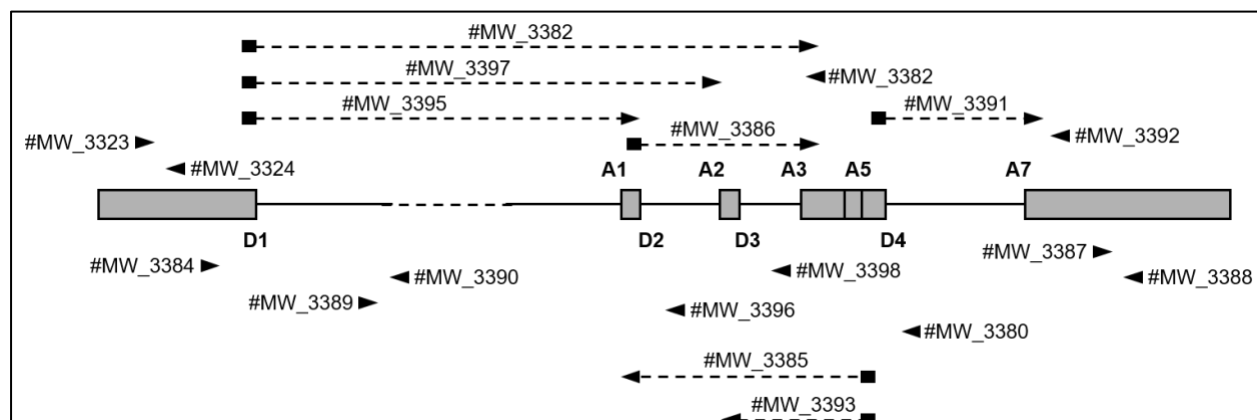 #MW_3382
#MW_3397
#MW_3382
#MW_3395
#MW_3391
#MW_3323
#MW_3386
#MW_3392
#MW_3324
A1 A2 A3 A5 A7
D1 D2 D3 D4
#MW_3384
#MW_3387
#MW_3390
#MW_3398
#MW_3388
#MW_3389
#MW_3396
#MW_3380
#MW_3385
#MW_3393